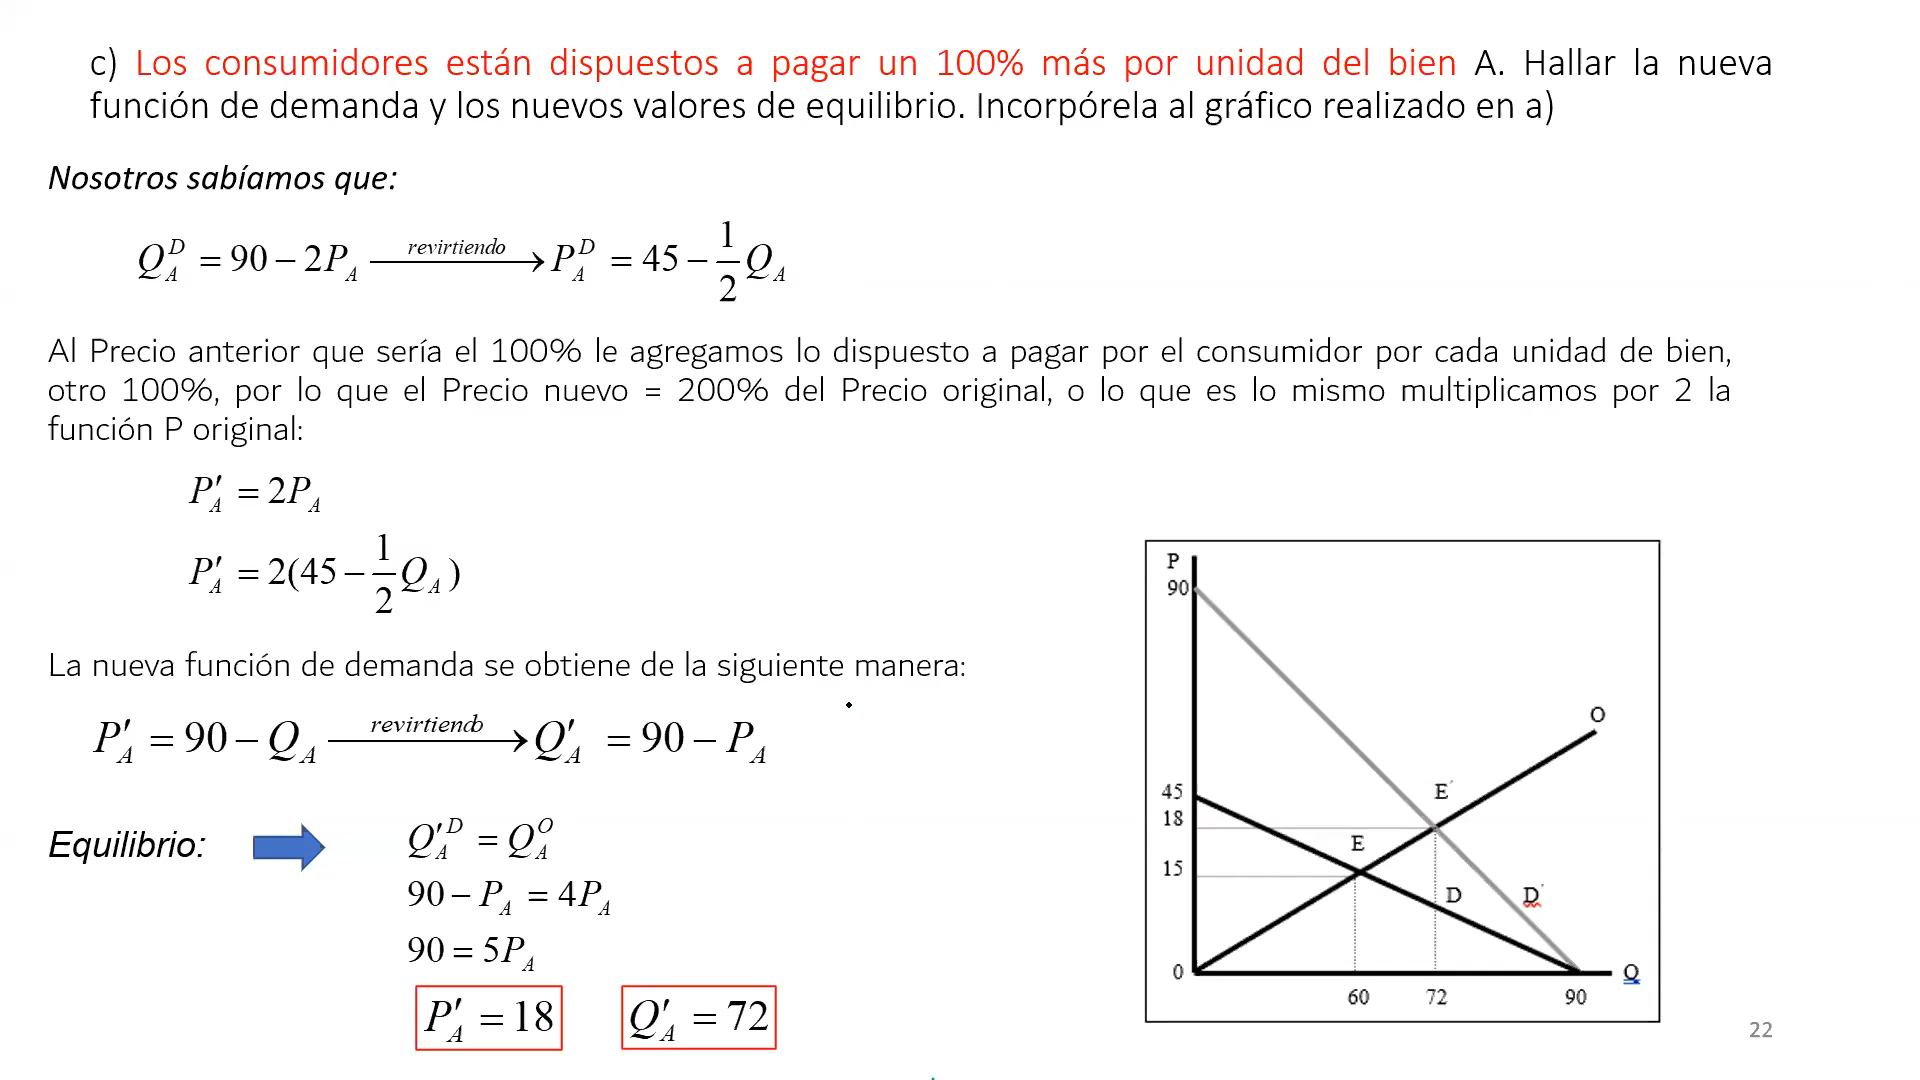 c) Los consumidores están dispuestos a pagar un 100% más por unidad del bien A. Hallar la nueva
función de demanda y los nuevos valores de equilibrio. Incorpórela al gráfico realizado en a)
Nosotros sabíamos que:
Q_A^D = 90 − 2P_A —revirtiendo→ P_A^D = 45 − 1/2 Q_A
Al Precio anterior que sería el 100% le agregamos lo dispuesto a pagar por el consumidor por cada unidad de bien,
otro 100%, por lo que el Precio nuevo = 200% del Precio original, o lo que es lo mismo multiplicamos por 2 la
función P original:
P′_A = 2P_A
P′_A = 2(45 − 1/2 Q_A)
La nueva función de demanda se obtiene de la siguiente manera:
P′_A = 90 − Q_A —revirtiendo→ Q′_A = 90 − P_A
Equilibrio:
Q′_A^D = Q_A^O
90 − P_A = 4P_A
90 = 5P_A
P′_A = 18 Q′_A = 72
P
90
O
45
E´
18
E
15
D D´
0 Q
60 72 90
22